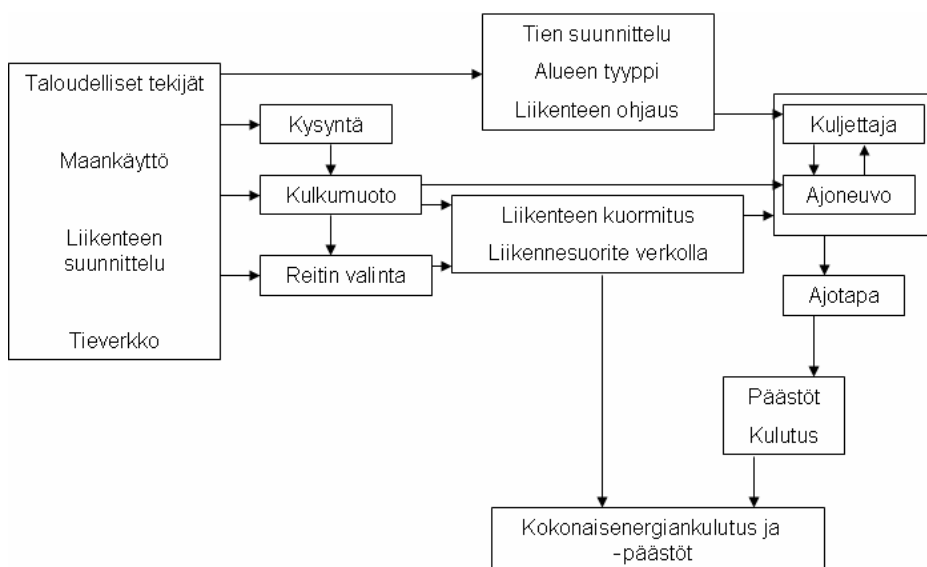 Taloudelliset tekijät
Maankäyttö
Liikenteen
suunnittelu
Tieverkko
Kysyntä
Kulkumuoto
Reitin valinta
Tien suunnittelu
Alueen tyyppi
Liikenteen ohjaus
Liikenteen kuormitus
Liikennesuorite verkolla
Kuljettaja
Ajoneuvo
Ajotapa
Päästöt
Kulutus
Kokonaisenergiankulutus ja
-päästöt